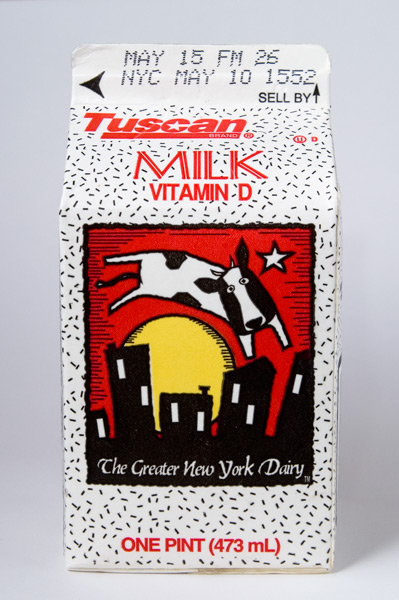 MAY 15 FM 26
NYC MAY 10 1552
SELL BY
Tuscan
BRAND ®
Ⓤ D
MILK
VITAMIN D
The Greater New York Dairy
TM
ONE PINT (473 mL)